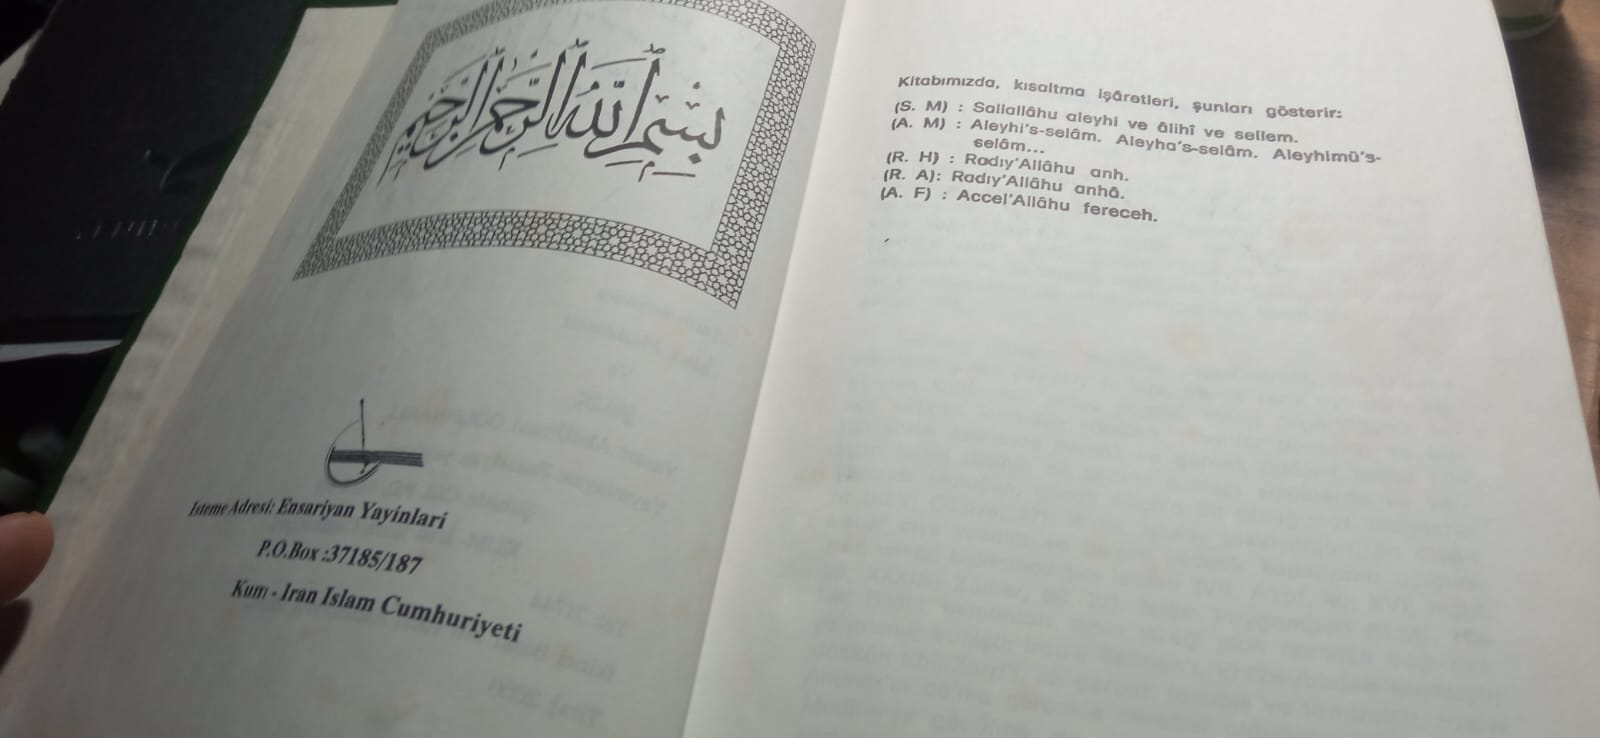 بسم الله الرحمن الرحيم
Isteme Adresi: Ensariyan Yayinlari
P.O.Box :37185/187
Kum - Iran Islam Cumhuriyeti
Kitabımızda, kısaltma işâretleri, şunları gösterir:
(S. M) : Sallallâhu aleyhi ve âlihî ve sellem.
(A. M) : Aleyhi's-selâm. Aleyha's-selâm. Aleyhimü's-
selâm...
(R. H) : Radıy'Allâhu anh.
(R. A): Radıy'Allâhu anhâ.
(A. F) : Accel'Allâhu fereceh.